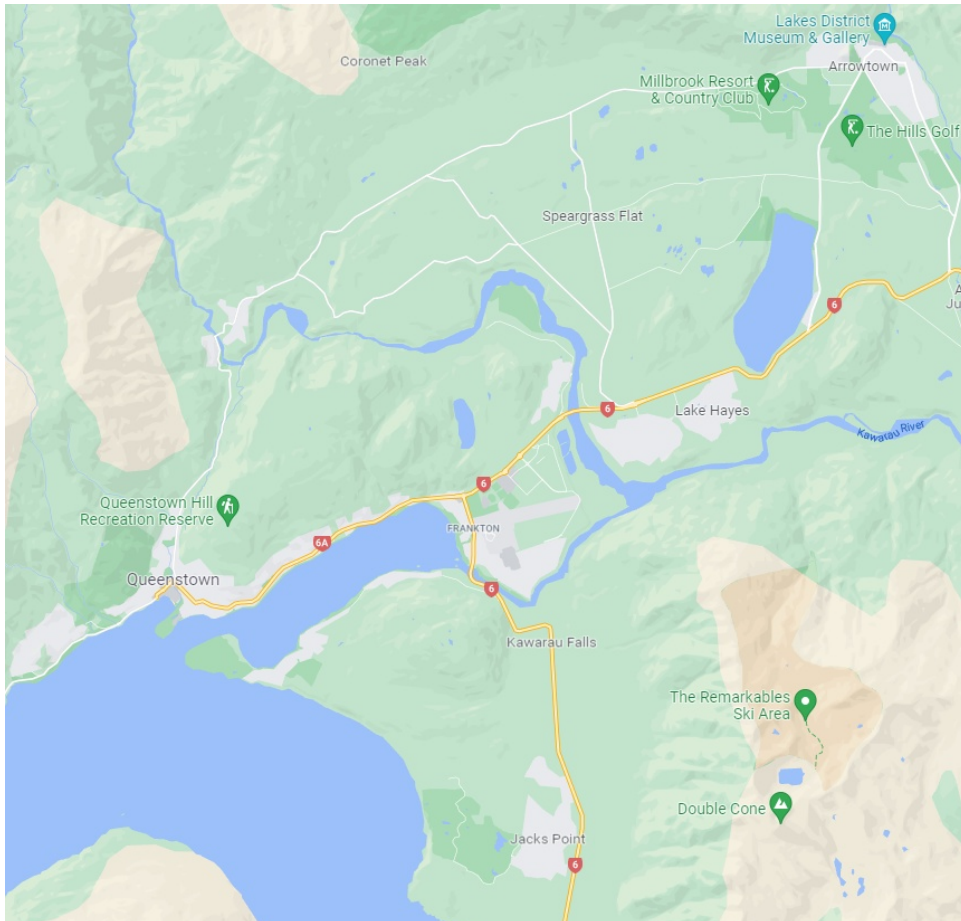 Lakes District
Museum & Gallery
Coronet Peak
Arrowtown
Millbrook Resort
& Country Club
The Hills Golf
Speargrass Flat
A
Ju
6
6
Lake Hayes
Kawarau River
6
Queenstown Hill
Recreation Reserve
FRANKTON
6A
Queenstown
6
Kawarau Falls
The Remarkables
Ski Area
Double Cone
Jacks Point
6